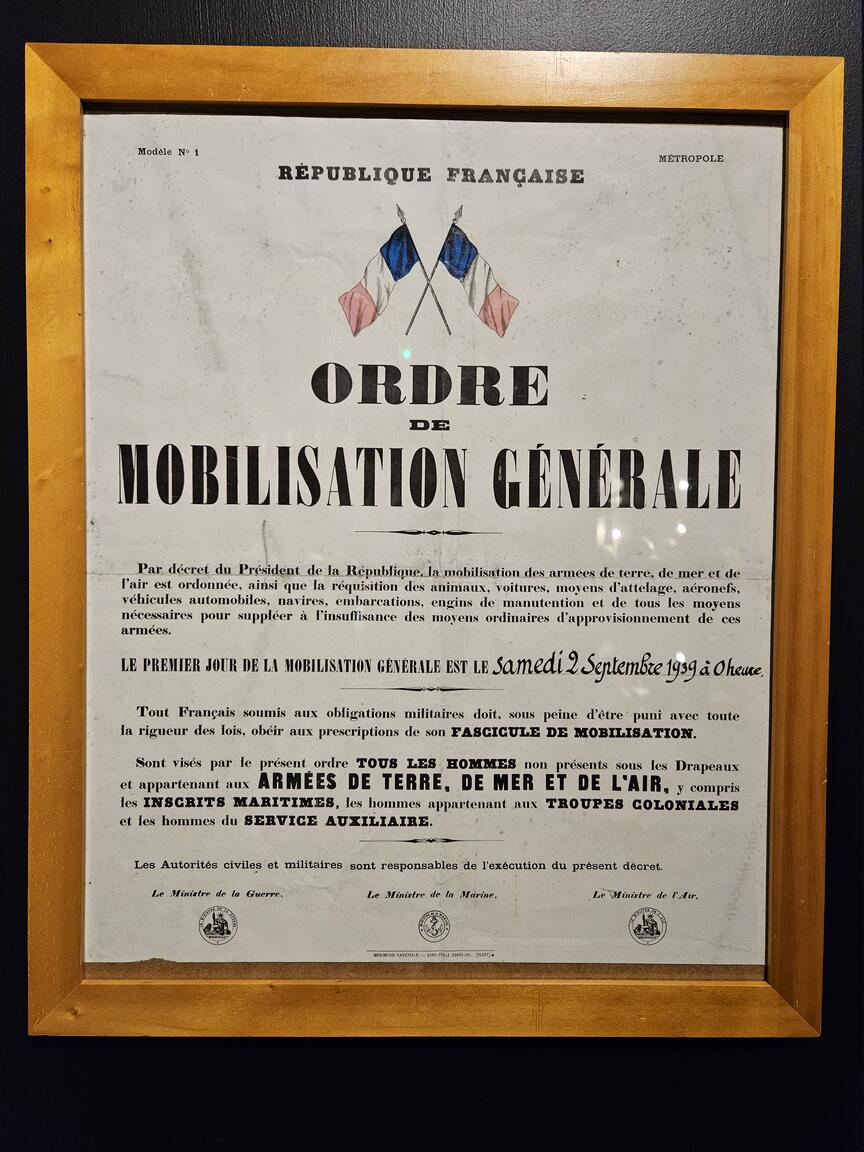 Modèle N° 1
MÉTROPOLE
RÉPUBLIQUE FRANÇAISE
ORDRE
DE
MOBILISATION GÉNÉRALE
Par décret du Président de la République, la mobilisation des armées de terre, de mer et de
l'air est ordonnée, ainsi que la réquisition des animaux, voitures, moyens d'attelage, aéronefs,
véhicules automobiles, navires, embarcations, engins de manutention et de tous les moyens
nécessaires pour suppléer à l'insuffisance des moyens ordinaires d'approvisionnement de ces
armées.
LE PREMIER JOUR DE LA MOBILISATION GÉNÉRALE EST LE Samedi 2 Septembre 1939 à 0 heure.
Tout Français soumis aux obligations militaires doit, sous peine d'être puni avec toute
la rigueur des lois, obéir aux prescriptions de son FASCICULE DE MOBILISATION.
Sont visés par le présent ordre TOUS LES HOMMES non présents sous les Drapeaux
et appartenant aux ARMÉES DE TERRE, DE MER ET DE L'AIR, y compris
les INSCRITS MARITIMES, les hommes appartenant aux TROUPES COLONIALES
et les hommes du SERVICE AUXILIAIRE.
Les Autorités civiles et militaires sont responsables de l'exécution du présent décret.
Le Ministre de la Guerre,
Le Ministre de la Marine,
Le Ministre de l'Air,
IMPRIMERIE NATIONALE